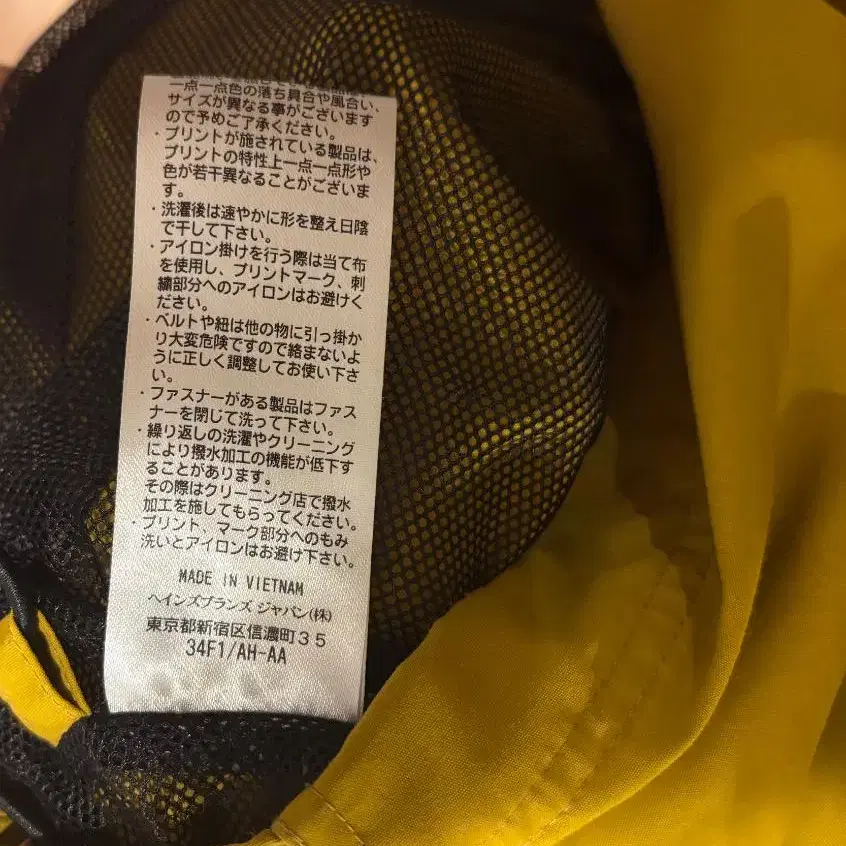 一点一点色の落ち具合や風合い、
サイズが異なる事がございます
ので予めご了承ください。
・プリントが施されている製品は、
プリントの特性上一点一点形や
色が若干異なることがございま
す。
・洗濯後は速やかに形を整え日陰
で干して下さい。
・アイロン掛けを行う際は当て布
を使用し、プリントマーク、刺
繍部分へのアイロンはお避けく
ださい。
・ベルトや紐は他の物に引っ掛か
り大変危険ですので絡まないよ
うに正しく調整してお使い下さ
い。
・ファスナーがある製品はファス
ナーを閉じて洗って下さい。
・繰り返しの洗濯やクリーニング
により撥水加工の機能が低下す
ることがあります。
その際はクリーニング店で撥水
加工を施してもらってください。
・プリント、マーク部分へのもみ
洗いとアイロンはお避け下さい。
MADE IN VIETNAM
ヘインズブランズ ジャパン(株)
東京都新宿区信濃町35
34F1/AH-AA